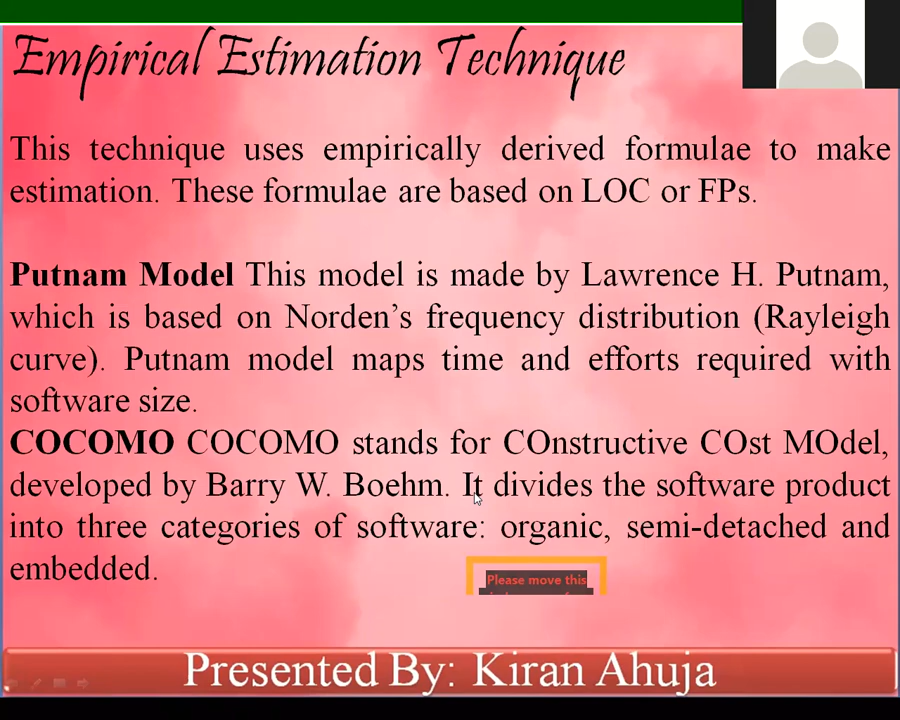 Empirical Estimation Technique
This technique uses empirically derived formulae to make
estimation. These formulae are based on LOC or FPs.
Putnam Model This model is made by Lawrence H. Putnam,
which is based on Norden's frequency distribution (Rayleigh
curve). Putnam model maps time and efforts required with
software size.
COCOMO COCOMO stands for COnstructive COst MOdel,
developed by Barry W. Boehm. It divides the software product
into three categories of software: organic, semi-detached and
embedded.
Please move this
Presented By: Kiran Ahuja